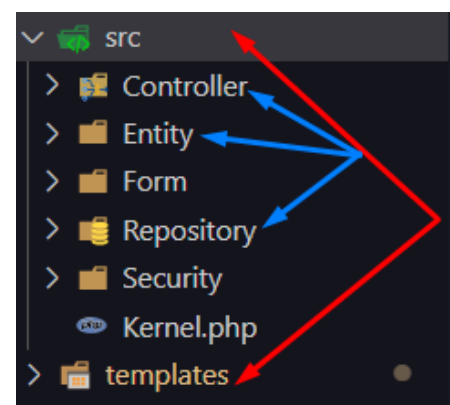 src
Controller
Entity
Form
Repository
Security
Kernel.php
templates